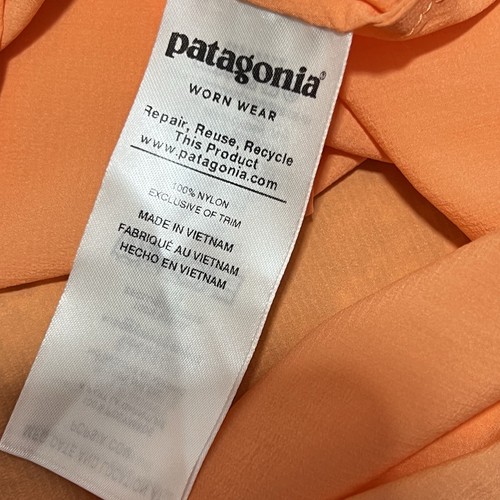 patagonia®
WORN WEAR
Repair, Reuse, Recycle
This Product
www.patagonia.com
100% NYLON
EXCLUSIVE OF TRIM
MADE IN VIETNAM
FABRIQUÉ AU VIETNAM
HECHO EN VIETNAM